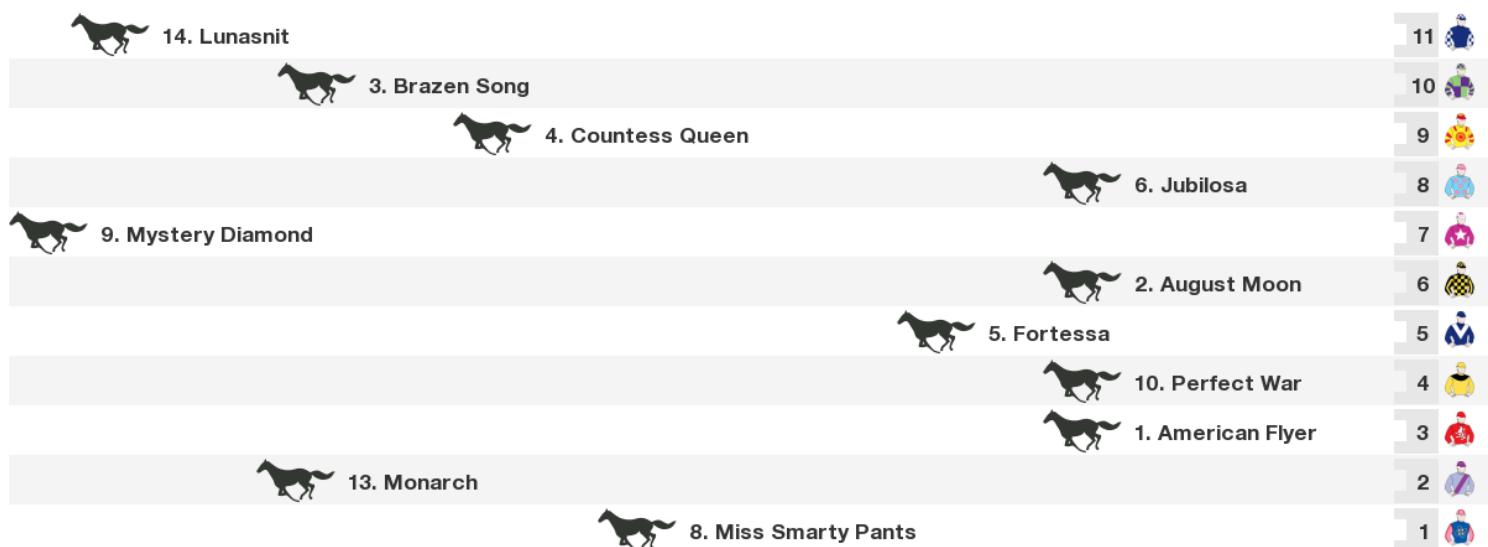 14. Lunasnit 11
3. Brazen Song 10
4. Countess Queen 9
6. Jubilosa 8
9. Mystery Diamond 7
2. August Moon 6
5. Fortessa 5
10. Perfect War 4
1. American Flyer 3
13. Monarch 2
8. Miss Smarty Pants 1